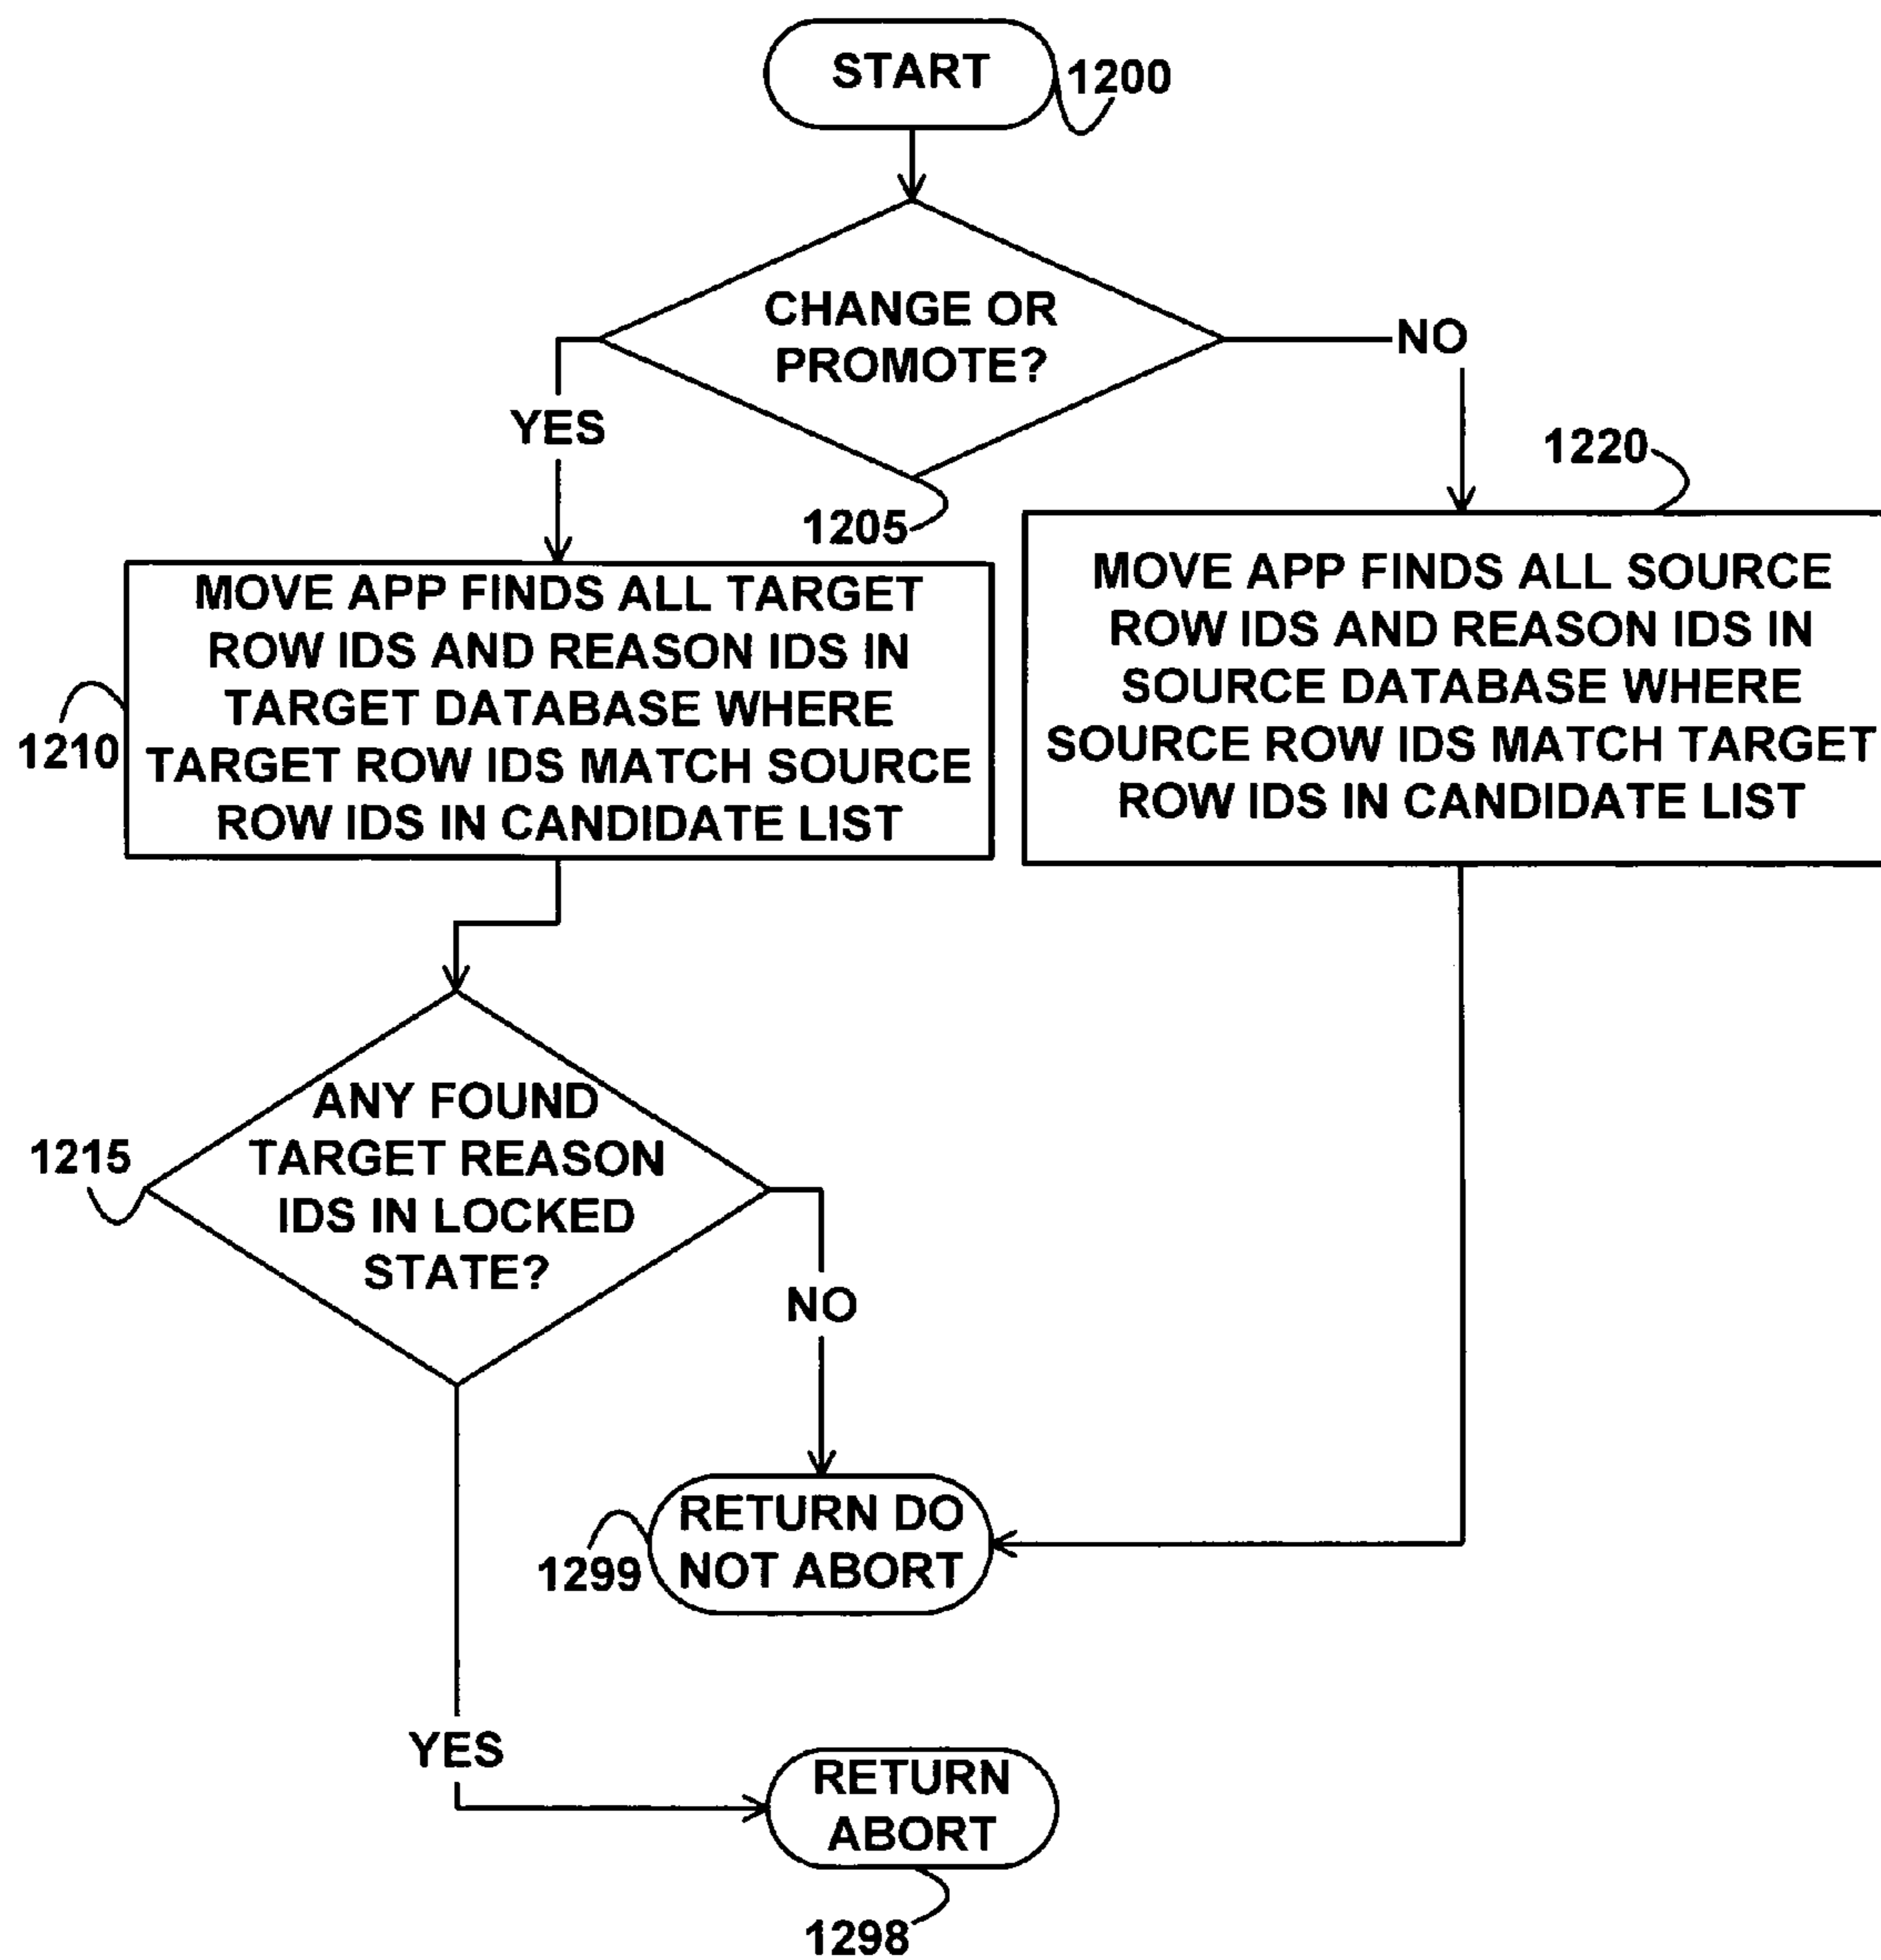 START
1200
CHANGE OR
PROMOTE?
NO
YES
1220
1205
MOVE APP FINDS ALL TARGET
ROW IDS AND REASON IDS IN
TARGET DATABASE WHERE
TARGET ROW IDS MATCH SOURCE
ROW IDS IN CANDIDATE LIST
1210
MOVE APP FINDS ALL SOURCE
ROW IDS AND REASON IDS IN
SOURCE DATABASE WHERE
SOURCE ROW IDS MATCH TARGET
ROW IDS IN CANDIDATE LIST
ANY FOUND
TARGET REASON
IDS IN LOCKED
STATE?
1215
NO
RETURN DO
NOT ABORT
1299
YES
RETURN
ABORT
1298